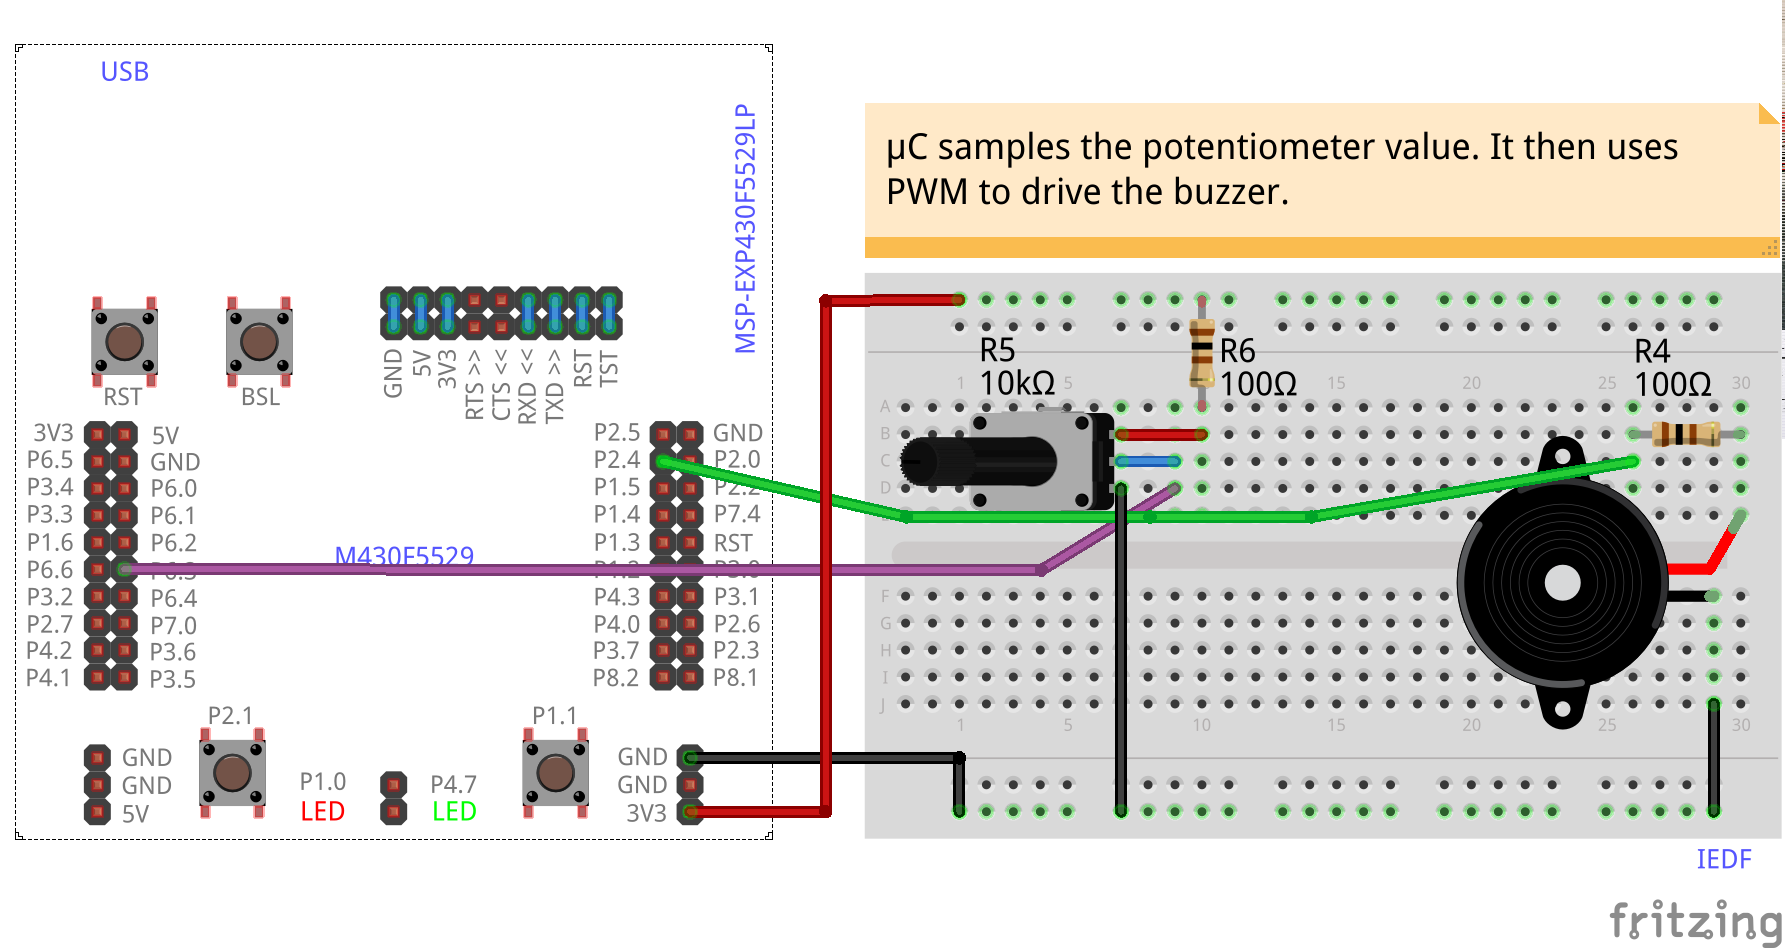 USB
MSP-EXP430F5529LP
µC samples the potentiometer value. It then uses
PWM to drive the buzzer.
RST
BSL
GND
5V
3V3
RTS >>
CTS <<
RXD <<
TXD >>
RST
TST
3V3 5V
P6.5 GND
P3.4 P6.0
P3.3 P6.1
P1.6 P6.2
P6.6 P6.3
P3.2 P6.4
P2.7 P7.0
P4.2 P3.6
P4.1 P3.5
M430F5529
P2.5 GND
P2.4 P2.0
P1.5 P2.2
P1.4 P7.4
P1.3 RST
P1.2 P3.0
P4.3 P3.1
P4.0 P2.6
P3.7 P2.3
P8.2 P8.1
P2.1
P1.1
GND
GND
5V
P1.0
LED
P4.7
LED
GND
GND
3V3
R5
10kΩ
R6
100Ω
R4
100Ω
1 5 15 20 25 30
A
B
C
D
F
G
H
I
J
1 5 10 15 20 25 30
IEDF
fritzing